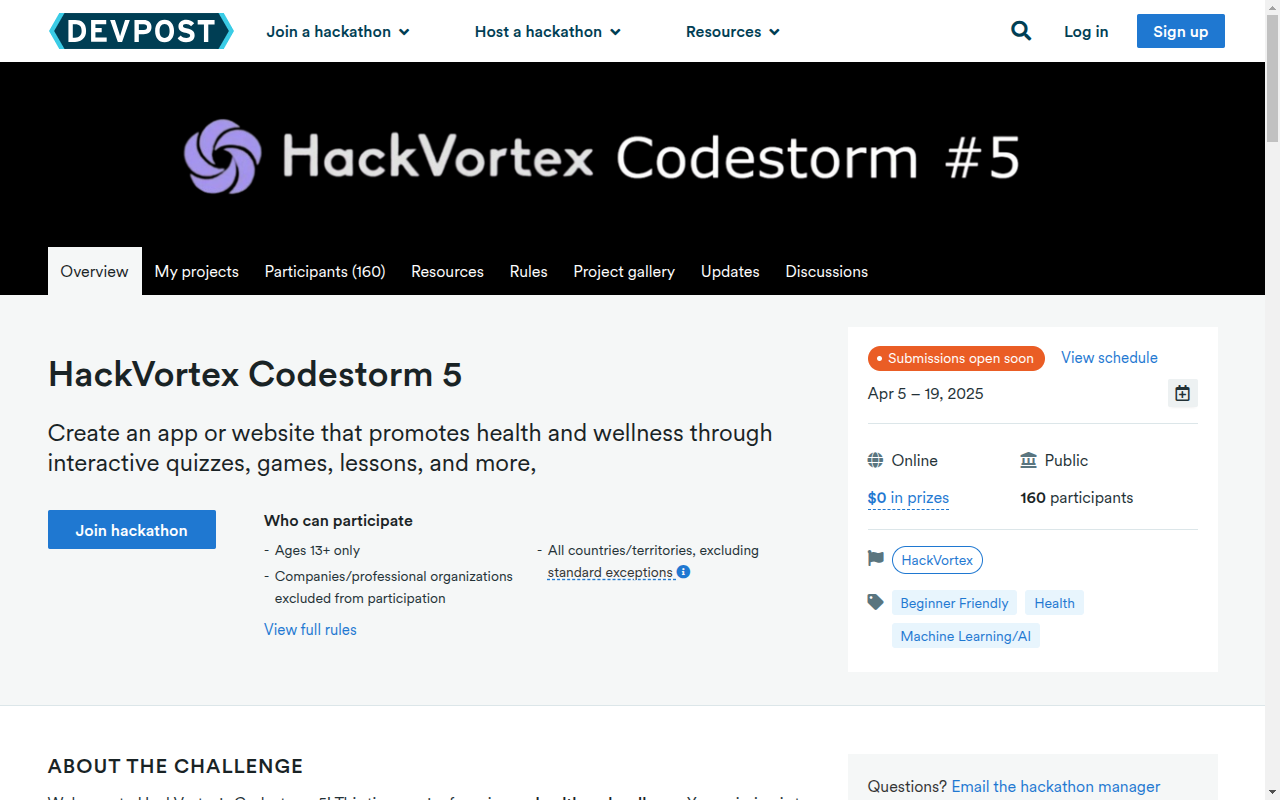 DEVPOST Join a hackathon Host a hackathon Resources Log in Sign up
HackVortex Codestorm #5
Overview My projects Participants (160) Resources Rules Project gallery Updates Discussions
HackVortex Codestorm 5
Create an app or website that promotes health and wellness through
interactive quizzes, games, lessons, and more,
Join hackathon
Who can participate
- Ages 13+ only
- Companies/professional organizations
excluded from participation
- All countries/territories, excluding
standard exceptions
View full rules
Submissions open soon View schedule
Apr 5 – 19, 2025
Online Public
$0 in prizes 160 participants
HackVortex
Beginner Friendly Health
Machine Learning/AI
ABOUT THE CHALLENGE
Questions? Email the hackathon manager